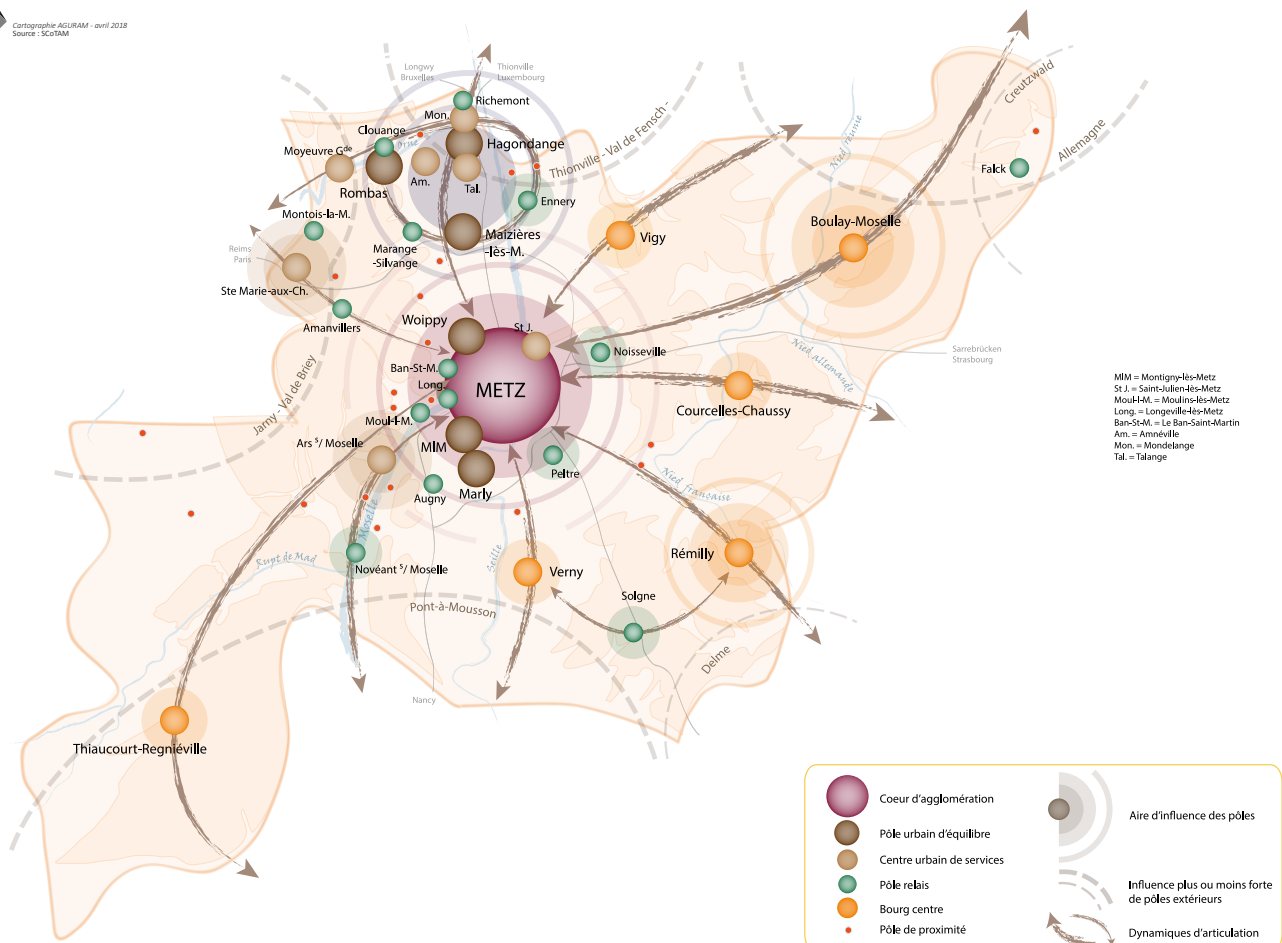 Cartographie AGURAM - avril 2018
Source : SCoTAM
Longwy
Bruxelles
Thionville
Luxembourg
Richemont
Mon.
Clouange
Orne
Hagondange
Moyeuvre Gde
Rombas
Am.
Tal.
Thionville - Val de Fensch -
Ennery
Montois-la-M.
Marange
-Silvange
Maizières
-lès-M.
Vigy
Reims
Paris
Ste Marie-aux-Ch.
Amanvillers
Woippy
St J.
Noisseville
Ban-St-M.
Long.
METZ
Moul-l-M.
MlM
Marly
Ars S/ Moselle
Augny
Peltre
Jarny - Val de Briey
Nied réunie
Boulay-Moselle
Creutzwald
Allemagne
Falck
Nied allemande
Sarrebrücken
Strasbourg
Courcelles-Chaussy
Nied française
Rémilly
Moselle
Rupt de Mad
Novéant S/ Moselle
Seille
Verny
Solgne
Pont-à-Mousson
Delme
Nancy
Thiaucourt-Regniéville
MlM = Montigny-lès-Metz
St J. = Saint-Julien-lès-Metz
Moul-l-M. = Moulins-lès-Metz
Long. = Longeville-lès-Metz
Ban-St-M. = Le Ban-Saint-Martin
Am. = Amnéville
Mon. = Mondelange
Tal. = Talange
Coeur d'agglomération
Pôle urbain d'équilibre
Centre urbain de services
Pôle relais
Bourg centre
Pôle de proximité
Aire d'influence des pôles
Influence plus ou moins forte
de pôles extérieurs
Dynamiques d'articulation